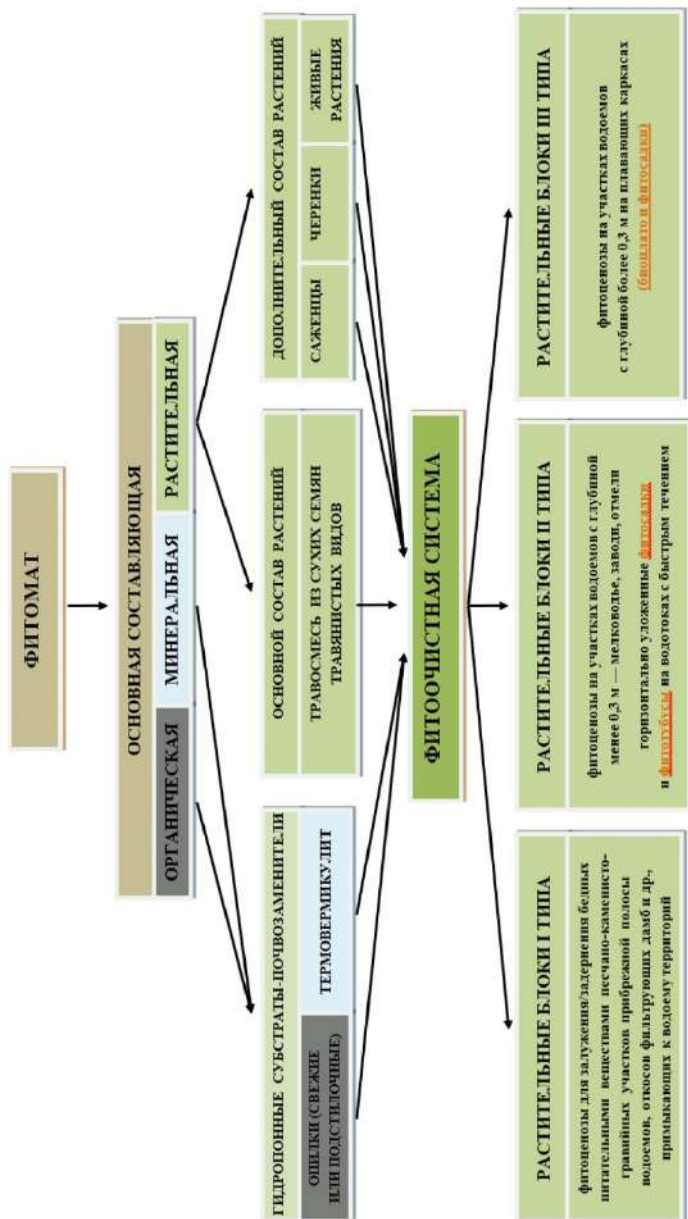 ФИТОМАТ
ОСНОВНАЯ СОСТАВЛЯЮЩАЯ
ОРГАНИЧЕСКАЯ
МИНЕРАЛЬНАЯ
РАСТИТЕЛЬНАЯ
ГИДРОПОННЫЕ СУБСТРАТЫ-ПОЧВОЗАМЕНИТЕЛИ
ОПИЛКИ (СВЕЖИЕ
ИЛИ ПОДСТИЛОЧНЫЕ)
ТЕРМОВЕРМИКУЛИТ
ОСНОВНОЙ СОСТАВ РАСТЕНИЙ
ТРАВОСМЕСЬ ИЗ СУХИХ СЕМЯН
ТРАВЯНИСТЫХ ВИДОВ
ДОПОЛНИТЕЛЬНЫЙ СОСТАВ РАСТЕНИЙ
САЖЕНЦЫ
ЧЕРЕНКИ
ЖИВЫЕ
РАСТЕНИЯ
ФИТООЧИСТНАЯ СИСТЕМА
РАСТИТЕЛЬНЫЕ БЛОКИ I ТИПА
фитоценозы для залужения/задернения бедных
питательными веществами песчано-каменисто-
гравийных участков прибрежной полосы
водоемов, откосов фильтрующих дамб и др.,
примыкающих к водоему территорий
РАСТИТЕЛЬНЫЕ БЛОКИ II ТИПА
фитоценозы на участках водоемов с глубиной
менее 0,3 м — мелководье, заводи, отмели
горизонтально уложенные фитосадки
и фитотубусы на водотоках с быстрым течением
РАСТИТЕЛЬНЫЕ БЛОКИ III ТИПА
фитоценозы на участках водоемов
с глубиной более 0,3 м на плавающих каркасах
(биоплато и фитосадки)